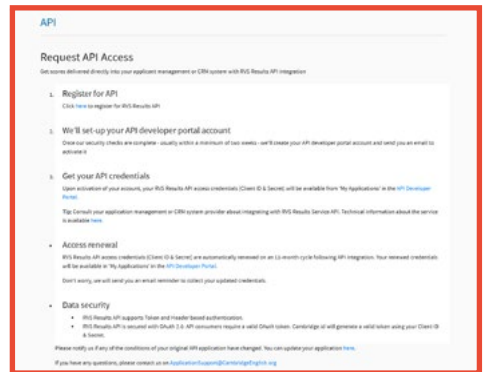 API
Request API Access
Get scores delivered directly into your applicant management or CRM system with RVS Results API integration
1. Register for API
Click here to register for RVS Results API
2. We'll set-up your API developer portal account
Once our security checks are complete - usually within a minimum of two weeks - we'll create your API developer portal account and send you an email to
activate it
3. Get your API credentials
Upon activation of your account, your RVS Results API access credentials (Client ID & Secret) will be available from 'My Applications' in the API Developer
Portal.
Tip: Consult your application management or CRM system provider about integrating with RVS Results Service API. Technical information about the service
is available here.
• Access renewal
RVS Results API access credentials (Client ID & Secret) are automatically renewed on an month cycle following API integration. Your renewed credentials
will be available in 'My Applications' in the API Developer Portal.
Don't worry, we will send you an email reminder to collect your updated credentials.
• Data security
• RVS Results API supports Token and Header based authentication.
• RVS Results API is secured with OAuth 2.0. API consumers require a valid OAuth token. Cambridge id will generate a valid token using your Client ID
& Secret.
Please notify us if any of the conditions of your original API application have changed. You can update your application here.
If you have any questions, please contact us on ApplicationSupport@CambridgeEnglish.org